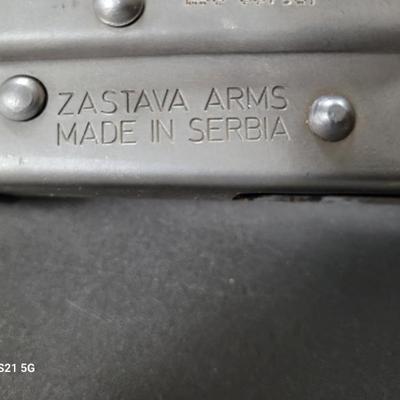 ZASTAVA ARMS
MADE IN SERBIA
S21 5G